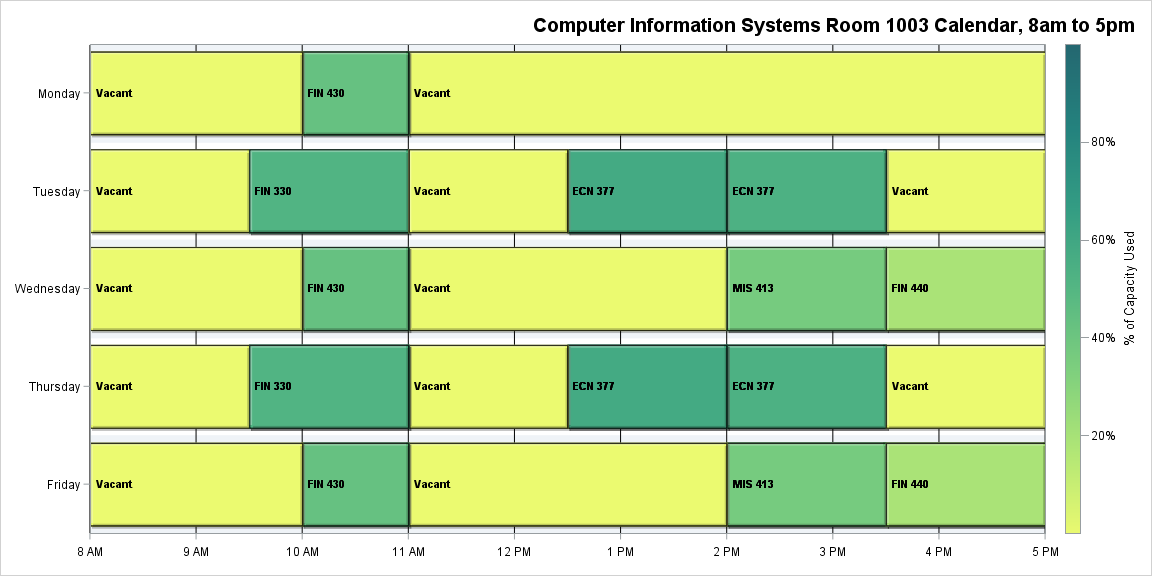 Computer Information Systems Room 1003 Calendar, 8am to 5pm
Monday
Vacant
FIN 430
Vacant
Tuesday
Vacant
FIN 330
Vacant
ECN 377
ECN 377
Vacant
Wednesday
Vacant
FIN 430
Vacant
MIS 413
FIN 440
Thursday
Vacant
FIN 330
Vacant
ECN 377
ECN 377
Vacant
Friday
Vacant
FIN 430
Vacant
MIS 413
FIN 440
8 AM
9 AM
10 AM
11 AM
12 PM
1 PM
2 PM
3 PM
4 PM
5 PM
80%
60%
40%
20%
% of Capacity Used